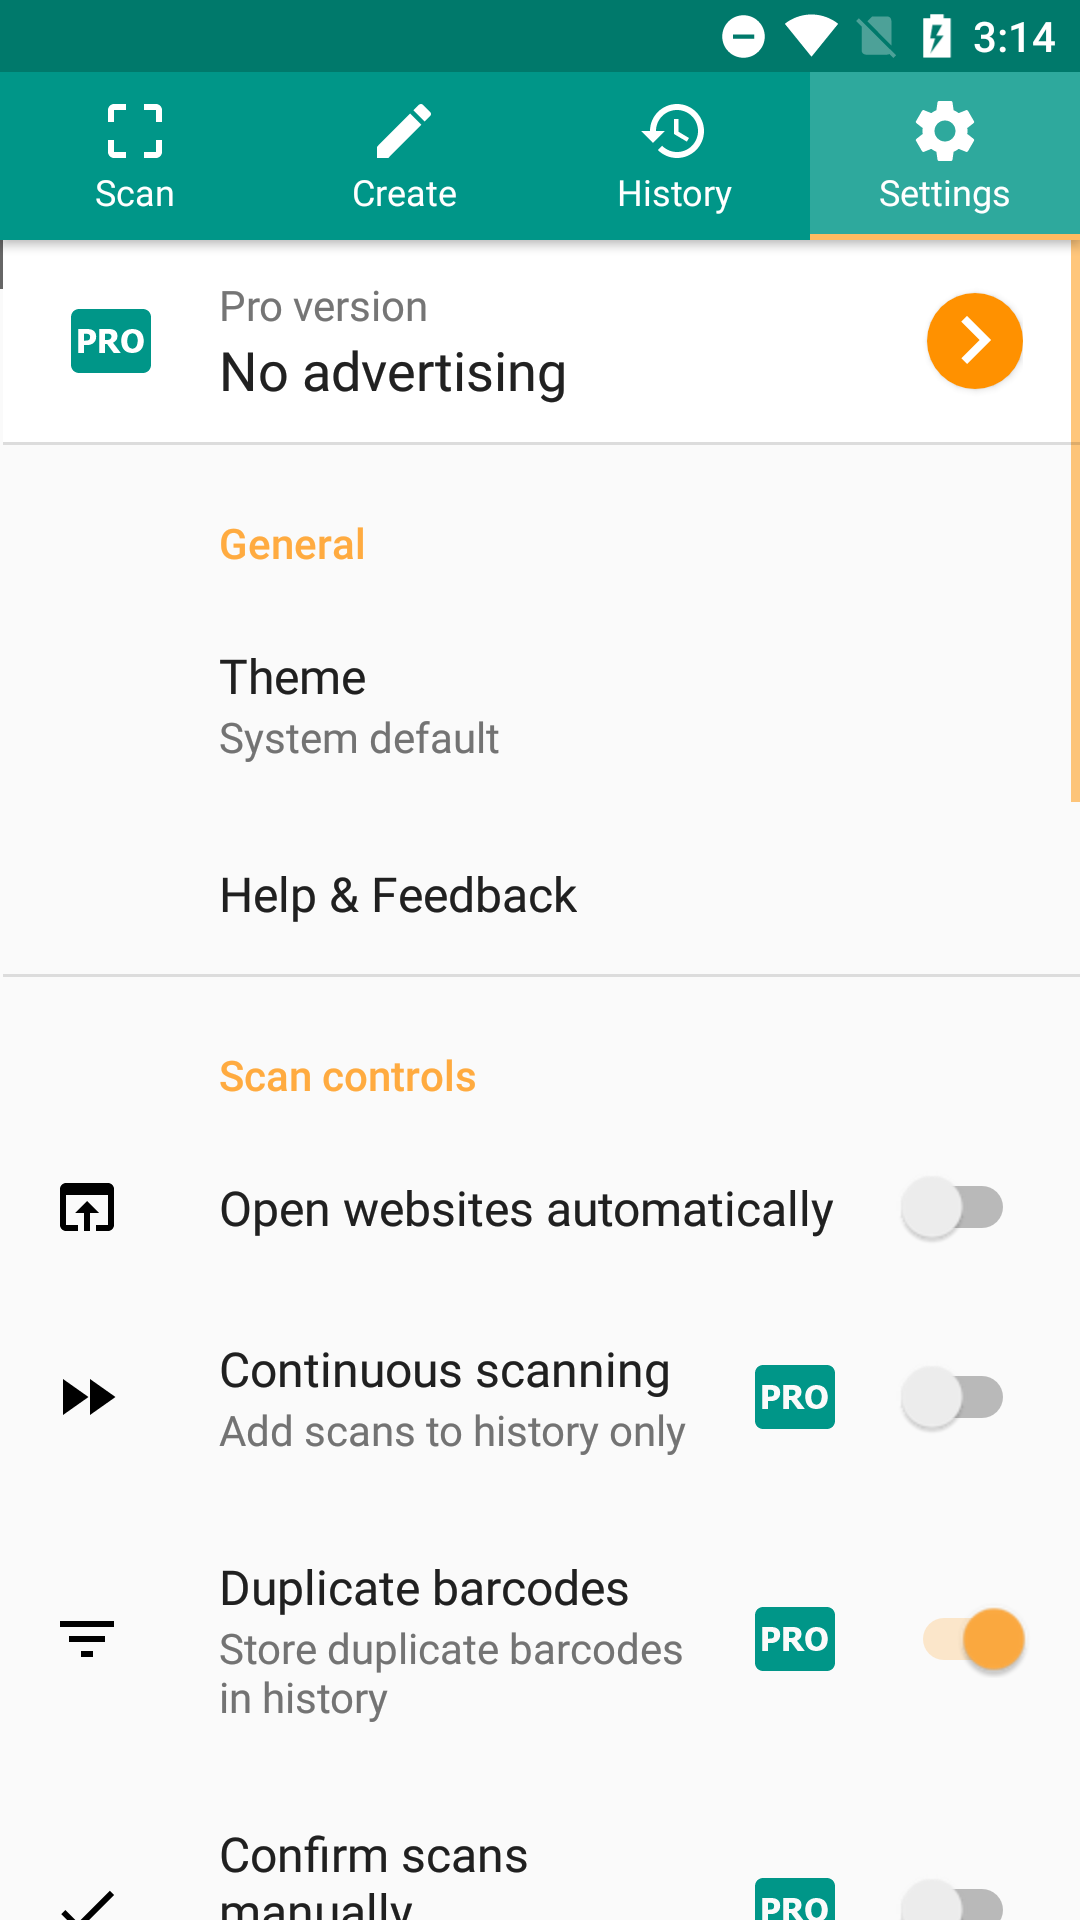 3:14
Scan
Create
History
Settings
Pro version
PRO
No advertising
General
Theme
System default
Help & Feedback
Scan controls
Open websites automatically
Continuous scanning
Add scans to history only
PRO
Duplicate barcodes
Store duplicate barcodes
in history
PRO
Confirm scans
manually
PRO